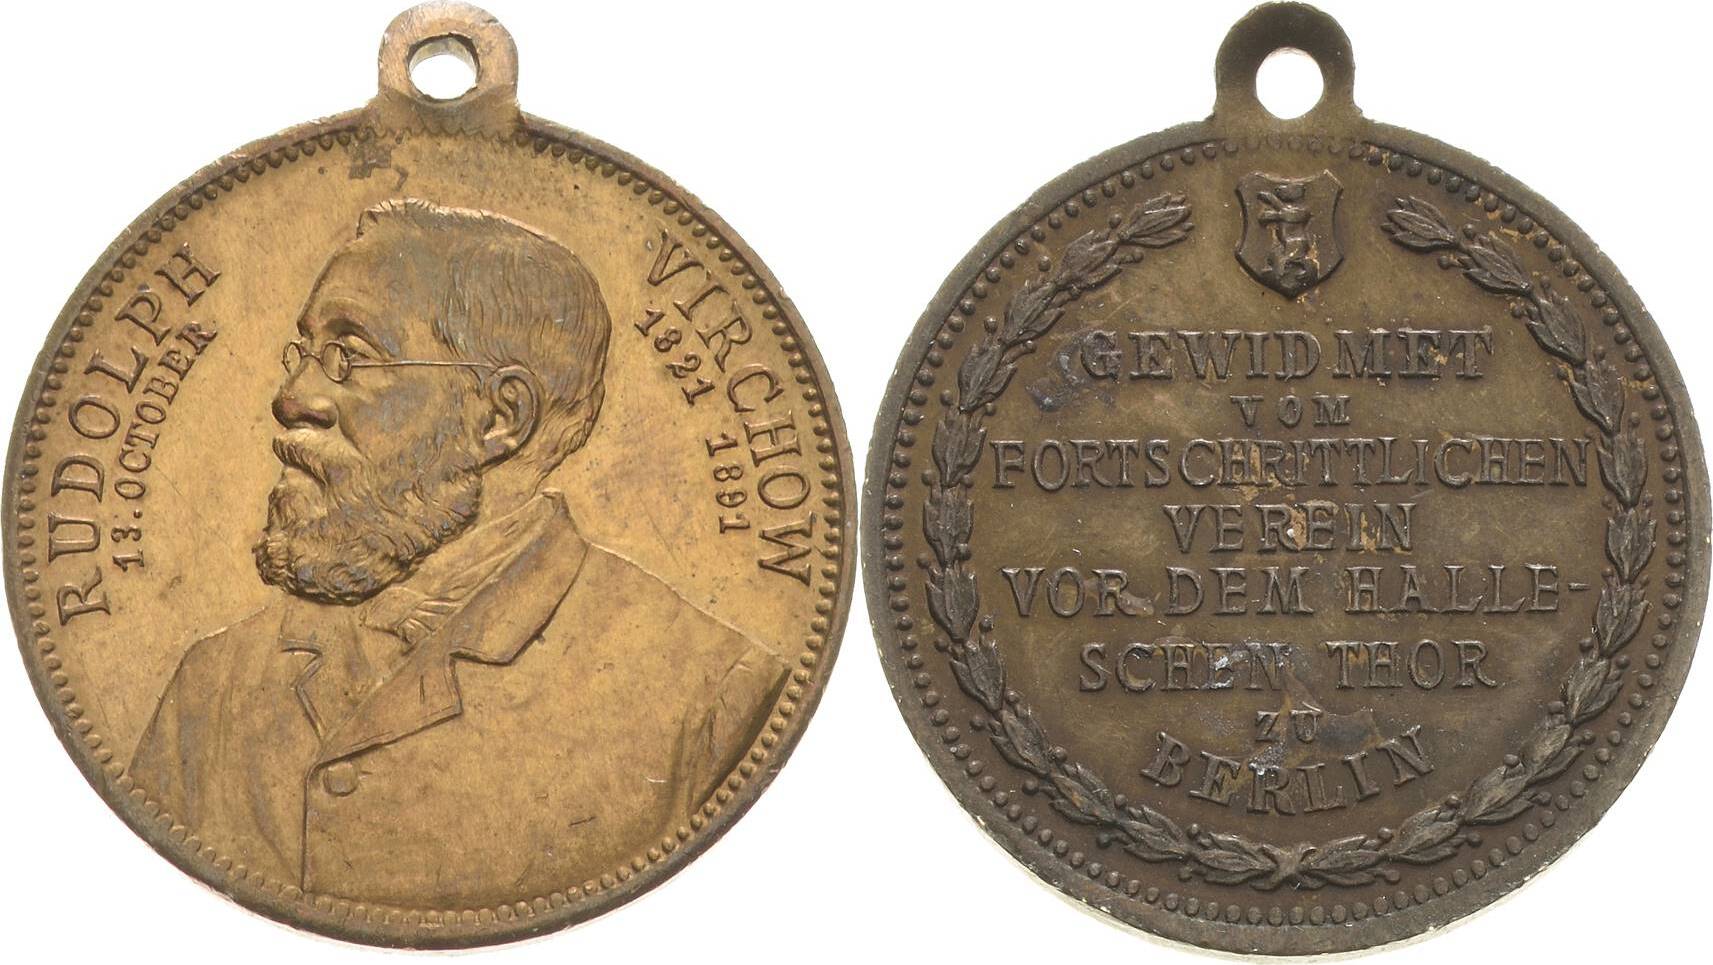 RUDOLPH VIRCHOW
13. OCTOBER 1821 1891
GEWIDMET
VOM
FORTSCHRITTLICHEN
VEREIN
VOR DEM HALLE-
SCHEN THOR
ZU
BERLIN